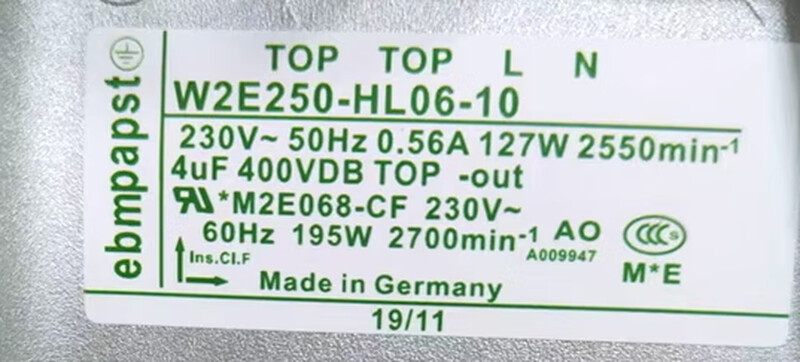 ebmpapst
TOP TOP L N
W2E250-HL06-10
230V~ 50Hz 0.56A 127W 2550min-1
4uF 400VDB TOP -out
*M2E068-CF 230V~
60Hz 195W 2700min-1 AO
A009947
CCCs
M*E
Ins.Cl.F
Made in Germany
19/11